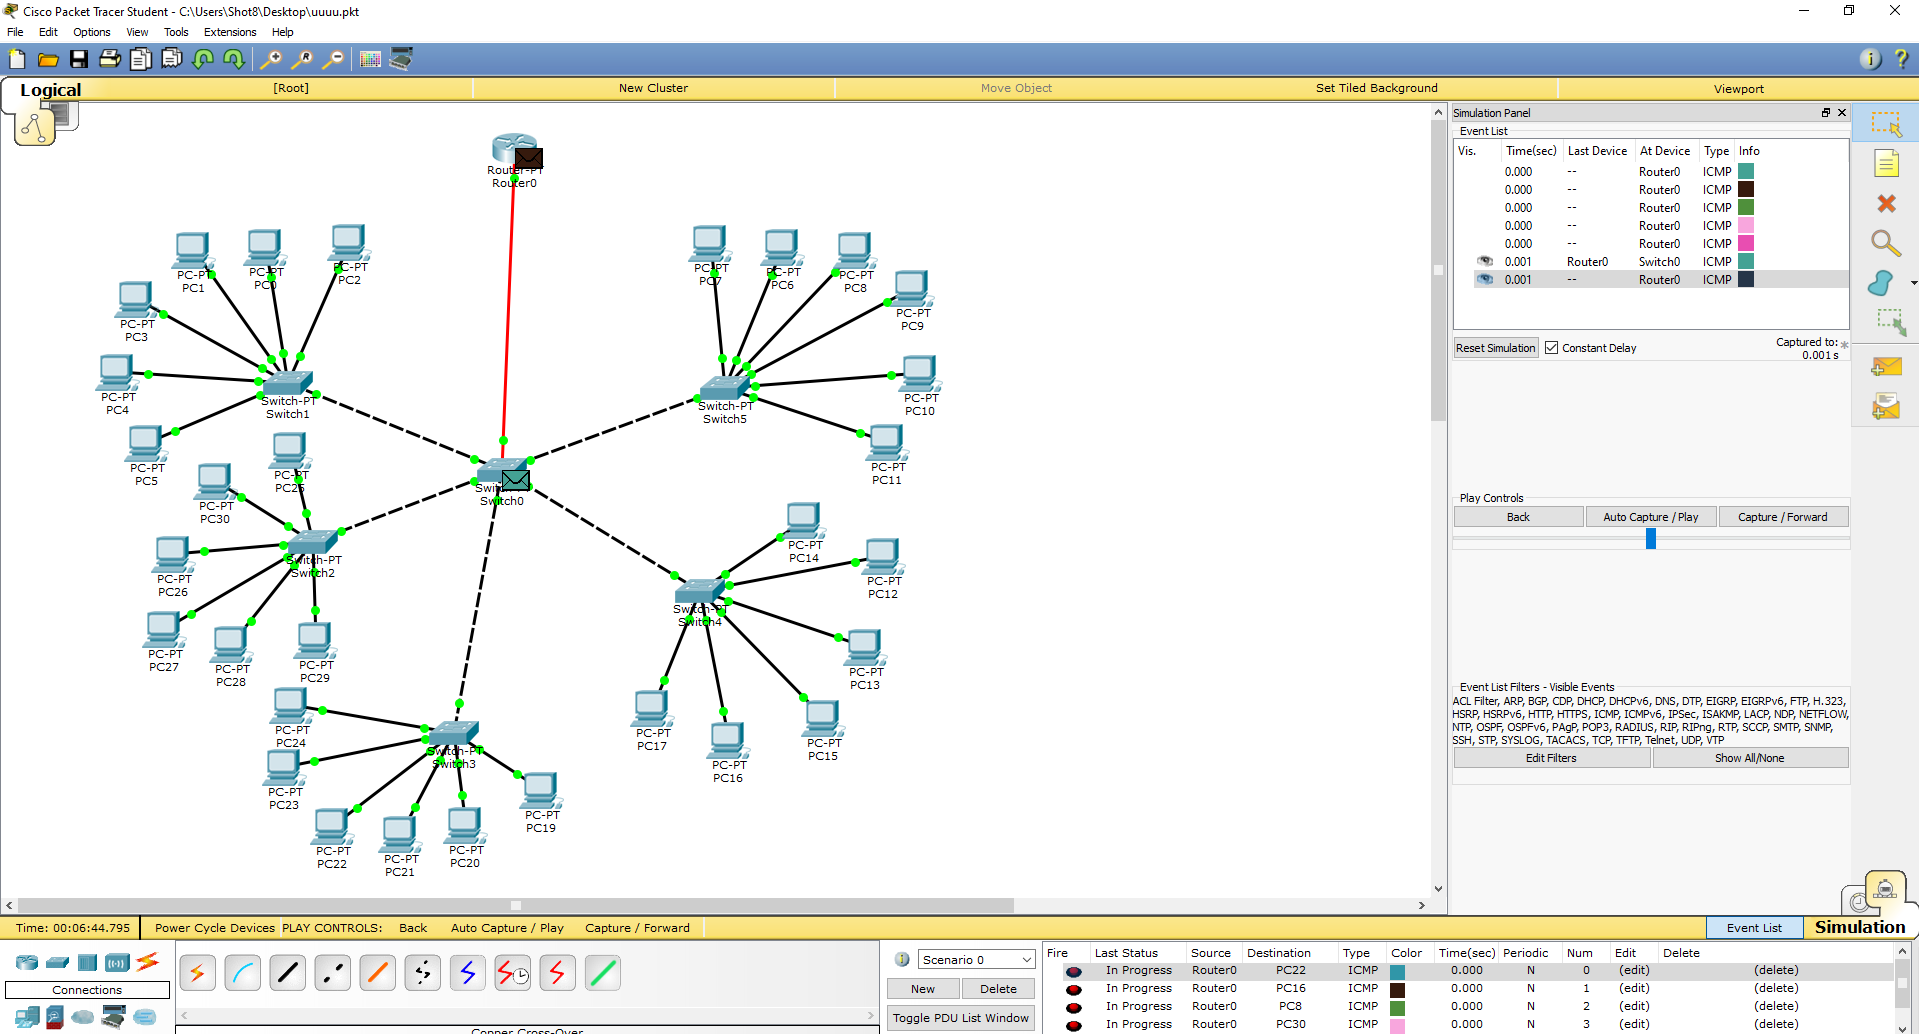 Cisco Packet Tracer Student - C:\Users\Shot8\Desktop\uuuu.pkt
File Edit Options View Tools Extensions Help
Logical [Root] New Cluster Move Object Set Tiled Background Viewport
Router-PT
Router0
PC-PT
PC1
PC-PT
PC0
PC-PT
PC2
PC-PT
PC3
PC-PT
PC4
PC-PT
PC5
Switch-PT
Switch1
PC-PT
PC7
PC-PT
PC6
PC-PT
PC8
PC-PT
PC9
PC-PT
PC10
PC-PT
PC11
Switch-PT
Switch5
Switch0
PC-PT
PC25
PC-PT
PC30
PC-PT
PC26
PC-PT
PC27
PC-PT
PC28
PC-PT
PC29
Switch-PT
Switch2
PC-PT
PC14
PC-PT
PC12
PC-PT
PC13
PC-PT
PC15
PC-PT
PC16
PC-PT
PC17
Switch-PT
Switch4
PC-PT
PC24
PC-PT
PC23
PC-PT
PC22
PC-PT
PC21
PC-PT
PC20
PC-PT
PC19
Switch-PT
Switch3
Simulation Panel
Event List
Vis. Time(sec) Last Device At Device Type Info
0.000 -- Router0 ICMP
0.000 -- Router0 ICMP
0.000 -- Router0 ICMP
0.000 -- Router0 ICMP
0.000 -- Router0 ICMP
0.001 Router0 Switch0 ICMP
0.001 -- Router0 ICMP
Reset Simulation Constant Delay Captured to: *
0.001 s
Play Controls
Back Auto Capture / Play Capture / Forward
Event List Filters - Visible Events
ACL Filter, ARP, BGP, CDP, DHCP, DHCPv6, DNS, DTP, EIGRP, EIGRPv6, FTP, H.323,
HSRP, HSRPv6, HTTP, HTTPS, ICMP, ICMPv6, IPSec, ISAKMP, LACP, NDP, NETFLOW,
NTP, OSPF, OSPFv6, PAgP, POP3, RADIUS, RIP, RIPng, RTP, SCCP, SMTP, SNMP,
SSH, STP, SYSLOG, TACACS, TCP, TFTP, Telnet, UDP, VTP
Edit Filters Show All/None
Time: 00:06:44.795 Power Cycle Devices PLAY CONTROLS: Back Auto Capture / Play Capture / Forward Event List Simulation
Connections
Copper Cross-Over
Scenario 0
New Delete
Toggle PDU List Window
Fire Last Status Source Destination Type Color Time(sec) Periodic Num Edit Delete
In Progress Router0 PC22 ICMP 0.000 N 0 (edit) (delete)
In Progress Router0 PC16 ICMP 0.000 N 1 (edit) (delete)
In Progress Router0 PC8 ICMP 0.000 N 2 (edit) (delete)
In Progress Router0 PC30 ICMP 0.000 N 3 (edit) (delete)